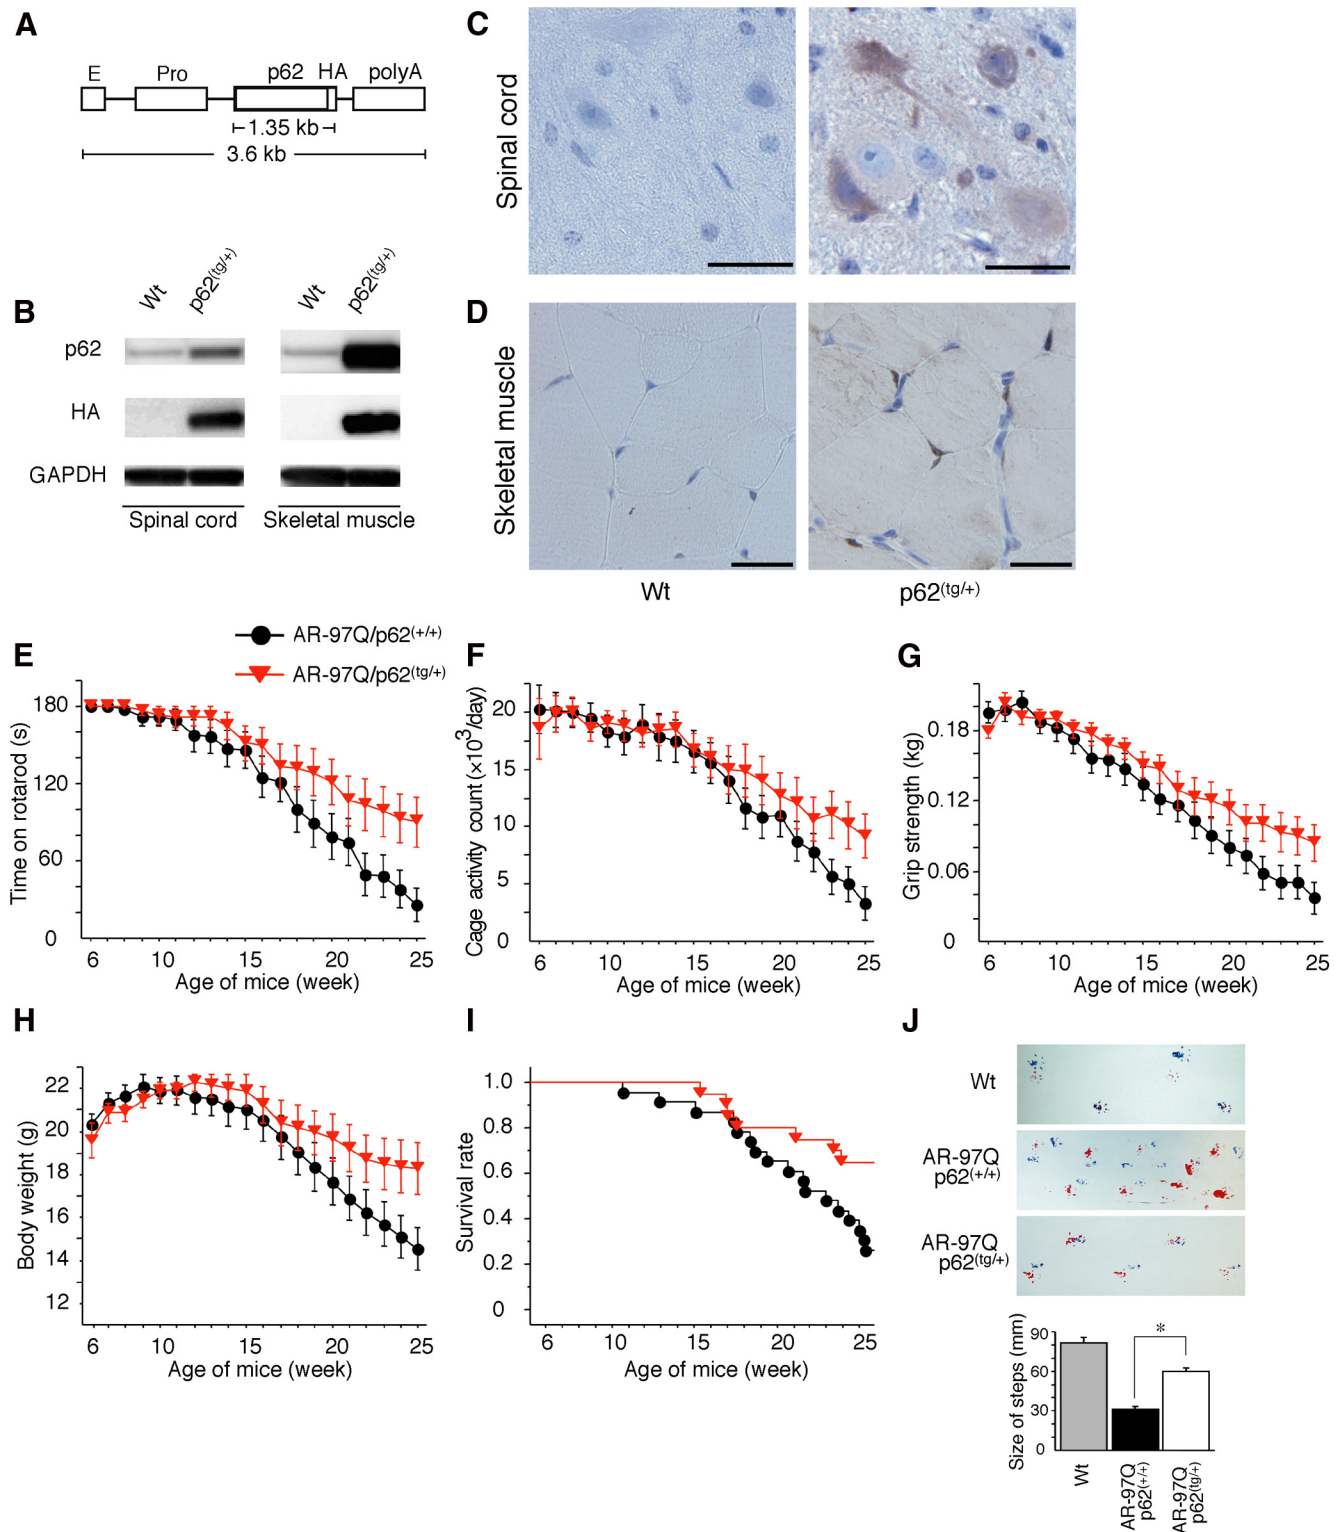 A
E Pro p62 HA polyA
1.35 kb
3.6 kb
B
Wt p62(tg/+) Wt p62(tg/+)
p62
HA
GAPDH
Spinal cord Skeletal muscle
C
Spinal cord
D
Skeletal muscle
Wt p62(tg/+)
AR-97Q/p62(+/+)
AR-97Q/p62(tg/+)
E
Time on rotarod (s)
180
120
60
0
6 10 15 20 25
Age of mice (week)
F
Cage activity count (×10³/day)
20
15
10
5
0
6 10 15 20 25
Age of mice (week)
G
Grip strength (kg)
0.18
0.12
0.06
0
6 10 15 20 25
Age of mice (week)
H
Body weight (g)
22
20
18
16
14
12
6 10 15 20 25
Age of mice (week)
I
Survival rate
1.0
0.8
0.6
0.4
0.2
0
6 10 15 20 25
Age of mice (week)
J
Wt
AR-97Q
p62(+/+)
AR-97Q
p62(tg/+)
Size of steps (mm)
90
60
30
0
*
Wt
AR-97Q
p62(+/+)
AR-97Q
p62(tg/+)